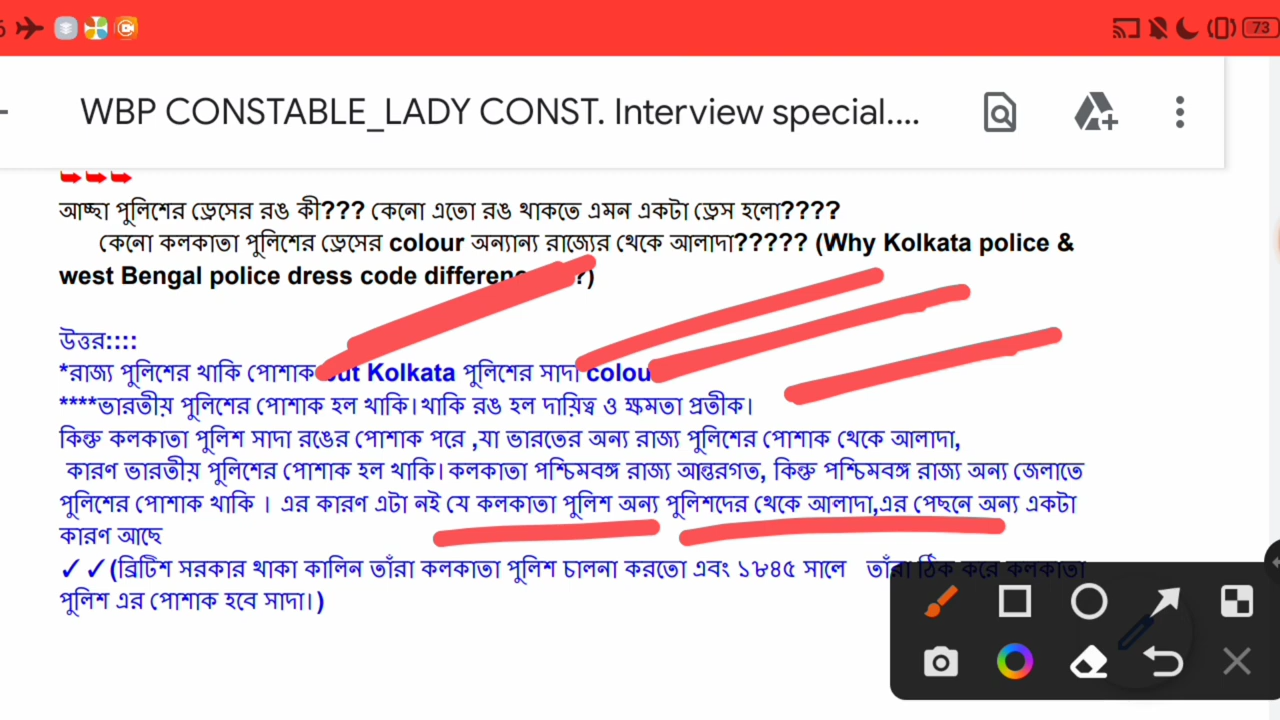 6
73
WBP CONSTABLE_LADY CONST. Interview special....
আচ্ছা পুলিশের ড্রেসের রঙ কী??? কেনো এতো রঙ থাকতে এমন একটা ড্রেস হলো????
কেনো কলকাতা পুলিশের ড্রেসের colour অন্যান্য রাজ্যের থেকে আলাদা????? (Why Kolkata police &
west Bengal police dress code ?)
উত্তর::::
*রাজ্য পুলিশের খাকি পোশাক Kolkata পুলিশের সাদা
****ভারতীয় পুলিশের পোশাক হল খাকি। খাকি রঙ হল দায়িত্ব ও ক্ষমতা প্রতীক।
কিন্তু কলকাতা পুলিশ সাদা রঙের পোশাক পরে ,যা ভারতের অন্য রাজ্য পুলিশের পোশাক থেকে আলাদা,
কারণ ভারতীয় পুলিশের পোশাক হল খাকি। কলকাতা পশ্চিমবঙ্গ রাজ্য আন্তরগত, কিন্তু পশ্চিমবঙ্গ রাজ্য অন্য জেলাতে
পুলিশের পোশাক খাকি । এর কারণ এটা নই যে কলকাতা পুলিশ অন্য পুলিশদের থেকে আলাদা,এর পেছনে অন্য একটা
কারণ আছে
✓✓(ব্রিটিশ সরকার থাকা কালিন তাঁরা কলকাতা পুলিশ চালনা করতো এবং ১৮৪৫ সালে তাঁরা ঠিক করে কলকাতা
পুলিশ এর পোশাক হবে সাদা।)